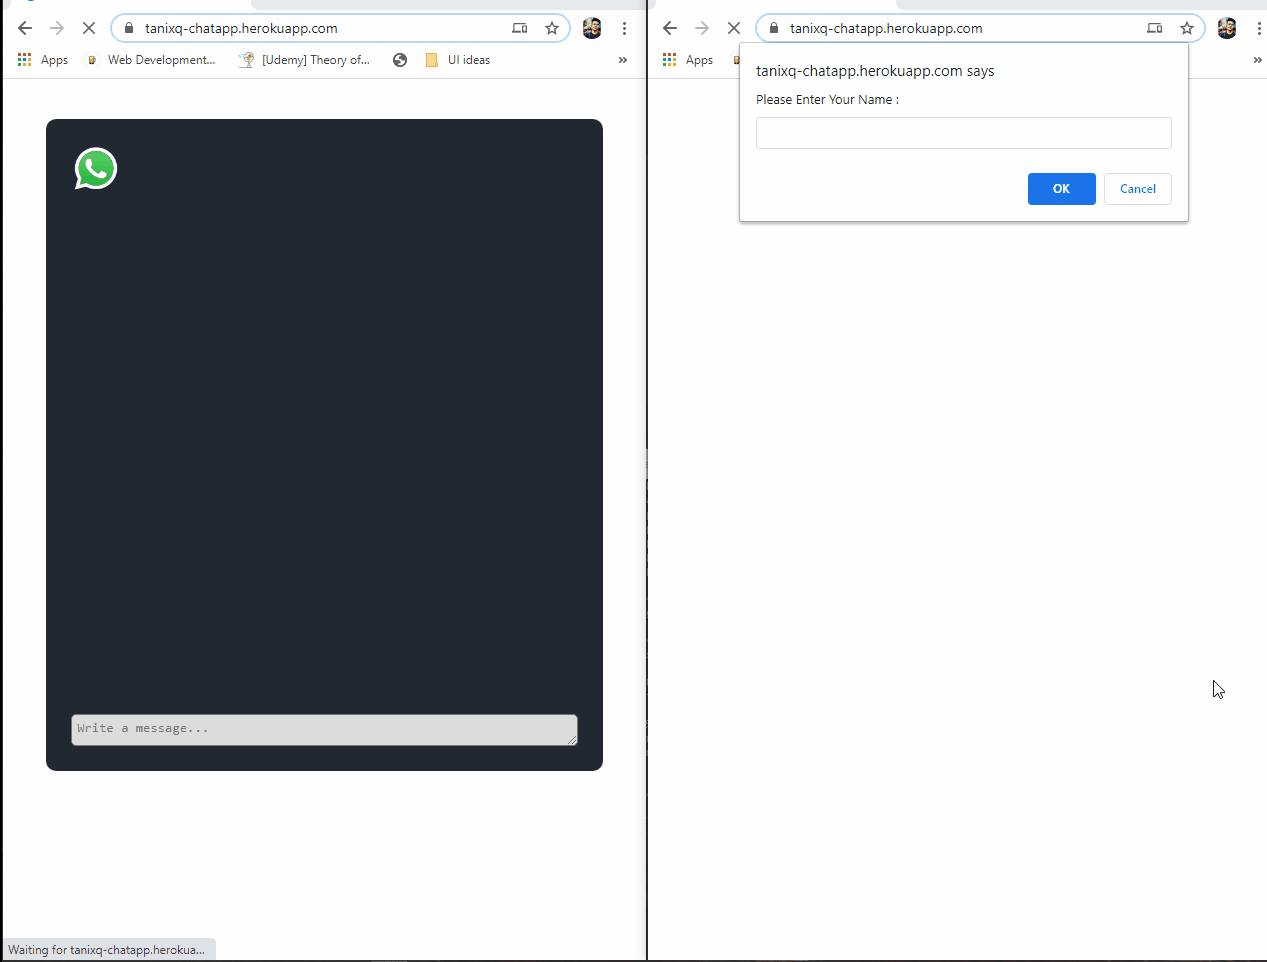 tanixq-chatapp.herokuapp.com
Apps Web Development... [Udemy] Theory of... UI ideas »
Write a message...
Waiting for tanixq-chatapp.herokua...
tanixq-chatapp.herokuapp.com
Apps »
tanixq-chatapp.herokuapp.com says
Please Enter Your Name :
OK Cancel